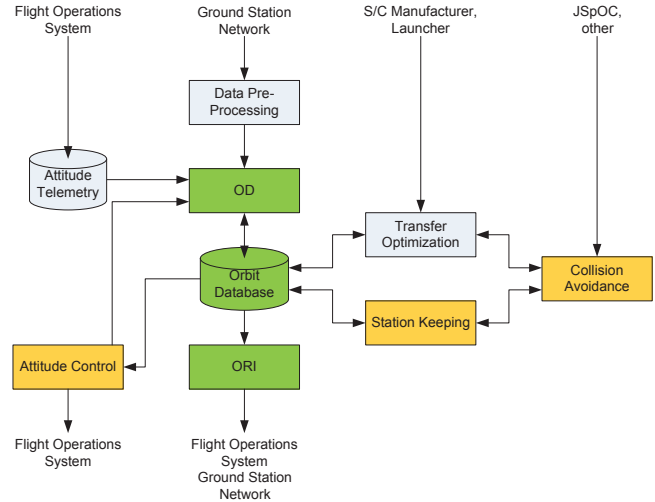 Flight Operations
System
Ground Station
Network
S/C Manufacturer,
Launcher
JSpOC,
other
Data Pre-
Processing
Attitude
Telemetry
OD
Transfer
Optimization
Orbit
Database
Collision
Avoidance
Station Keeping
Attitude Control
ORI
Flight Operations
System
Flight Operations
System
Ground Station
Network